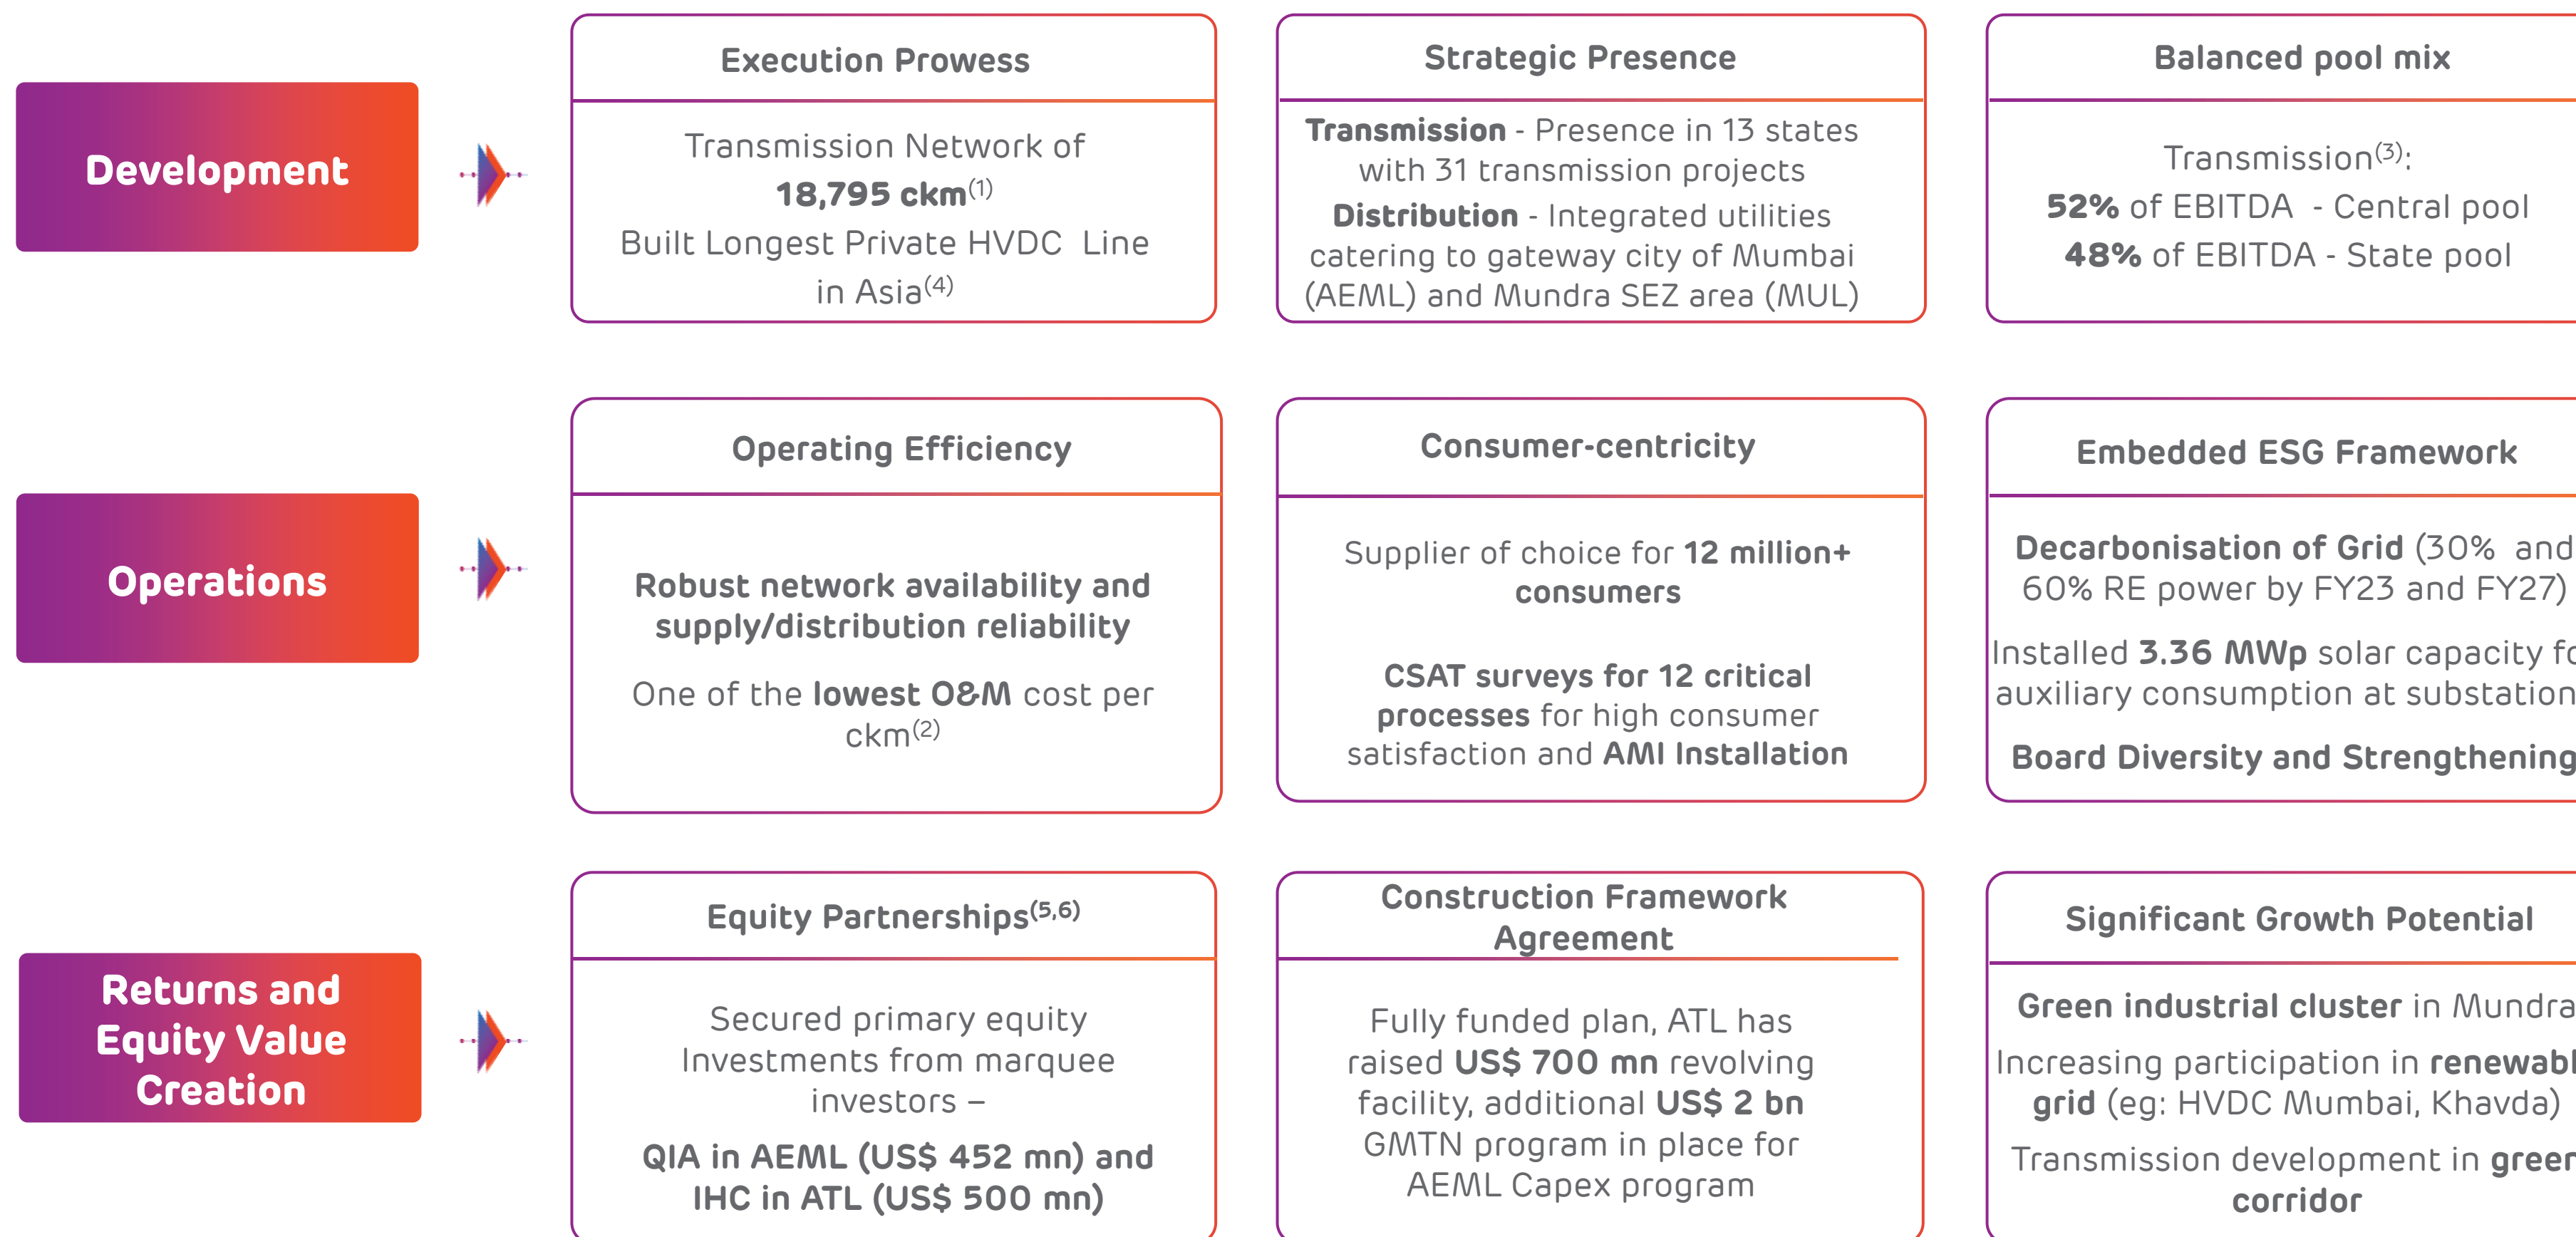 Development
Execution Prowess
Transmission Network of
18,795 ckm(1)
Built Longest Private HVDC Line
in Asia(4)
Strategic Presence
Transmission - Presence in 13 states
with 31 transmission projects
Distribution - Integrated utilities
catering to gateway city of Mumbai
(AEML) and Mundra SEZ area (MUL)
Balanced pool mix
Transmission(3):
52% of EBITDA - Central pool
48% of EBITDA - State pool
Operations
Operating Efficiency
Robust network availability and
supply/distribution reliability
One of the lowest O&M cost per
ckm(2)
Consumer-centricity
Supplier of choice for 12 million+
consumers
CSAT surveys for 12 critical
processes for high consumer
satisfaction and AMI Installation
Embedded ESG Framework
Decarbonisation of Grid (30% and
60% RE power by FY23 and FY27)
Installed 3.36 MWp solar capacity
auxiliary consumption at substation
Board Diversity and Strengthening
Returns and
Equity Value
Creation
Equity Partnerships(5,6)
Secured primary equity
Investments from marquee
investors –
QIA in AEML (US$ 452 mn) and
IHC in ATL (US$ 500 mn)
Construction Framework
Agreement
Fully funded plan, ATL has
raised US$ 700 mn revolving
facility, additional US$ 2 bn
GMTN program in place for
AEML Capex program
Significant Growth Potential
Green industrial cluster in Mundra
Increasing participation in
grid (eg: HVDC Mumbai, Khavda)
Transmission development in green
corridor